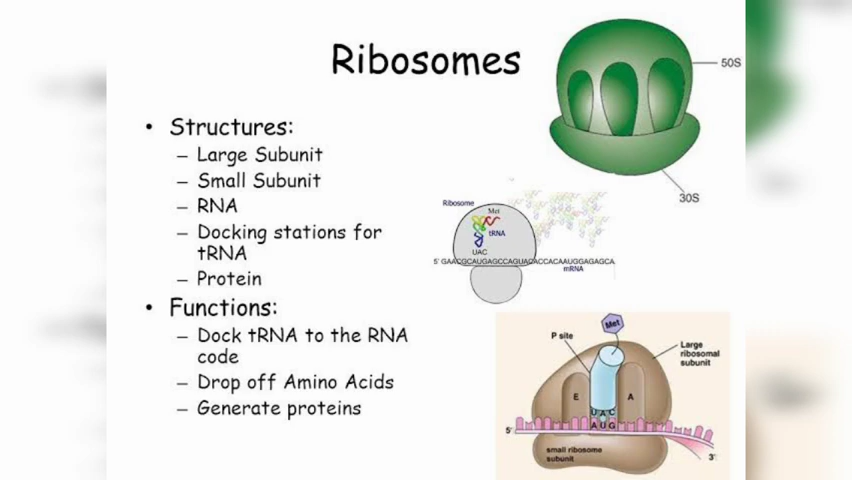 Ribosomes
• Structures:
– Large Subunit
– Small Subunit
– RNA
– Docking stations for
tRNA
– Protein
• Functions:
– Dock tRNA to the RNA
code
– Drop off Amino Acids
– Generate proteins
50S
30S
Ribosome
Met
tRNA
UAC
5' GAACGCAUGAGCCAGUACACCACAAUGGAGAGCA
mRNA
Met
P site
Large
ribosomal
subunit
E
A
UAC
AUG
5'
3'
small ribosome
subunit